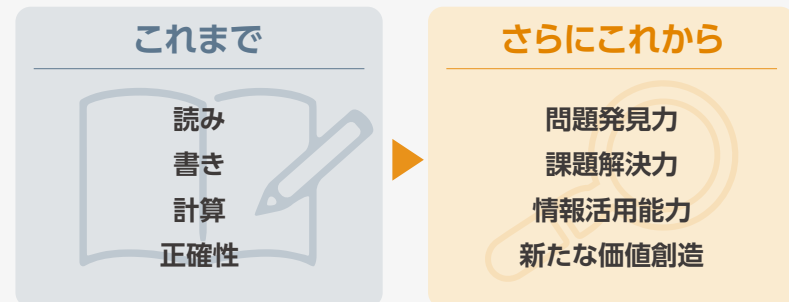 これまで
読み
書き
計算
正確性
さらにこれから
問題発見力
課題解決力
情報活用能力
新たな価値創造